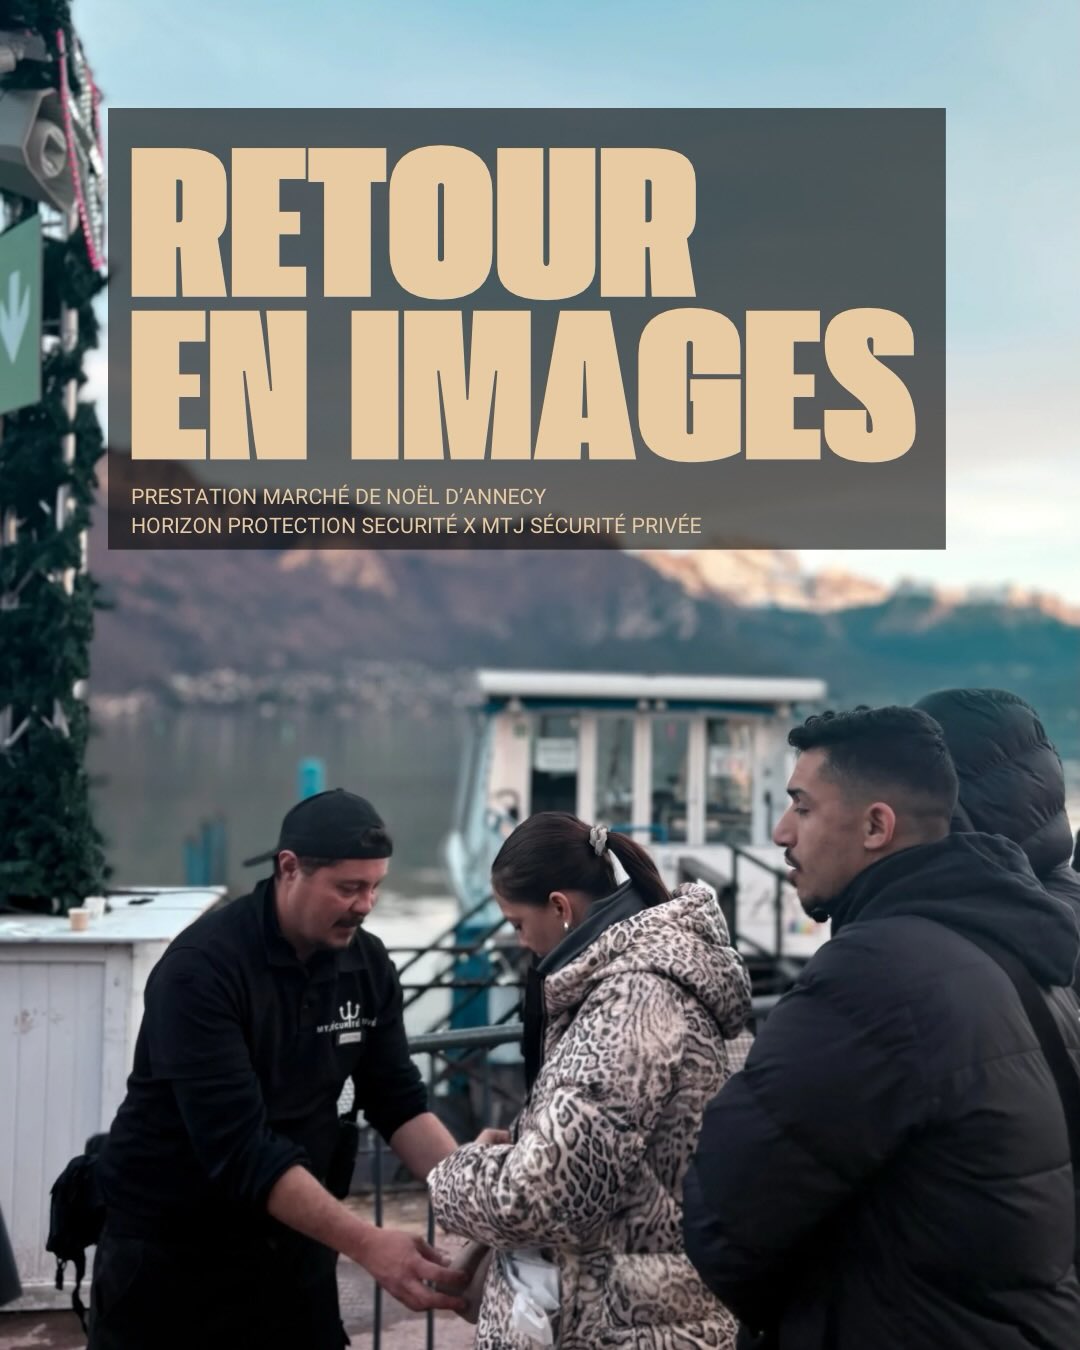 RETOUR
EN IMAGES
PRESTATION MARCHÉ DE NOËL D’ANNECY
HORIZON PROTECTION SECURITÉ X MTJ SÉCURITÉ PRIVÉE